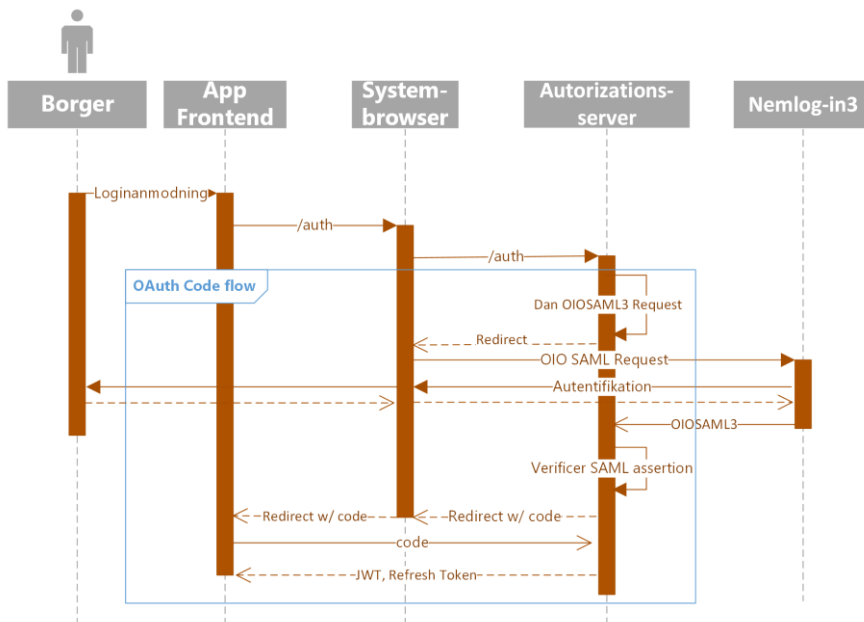 Borger
App
Frontend
System-
browser
Autorizations-
server
Nemlog-in3
Loginanmodning
/auth
/auth
OAuth Code flow
Dan OIOSAML3 Request
Redirect
OIO SAML Request
Autentifikation
OIOSAML3
Verificer SAML assertion
Redirect w/ code
Redirect w/ code
code
JWT, Refresh Token